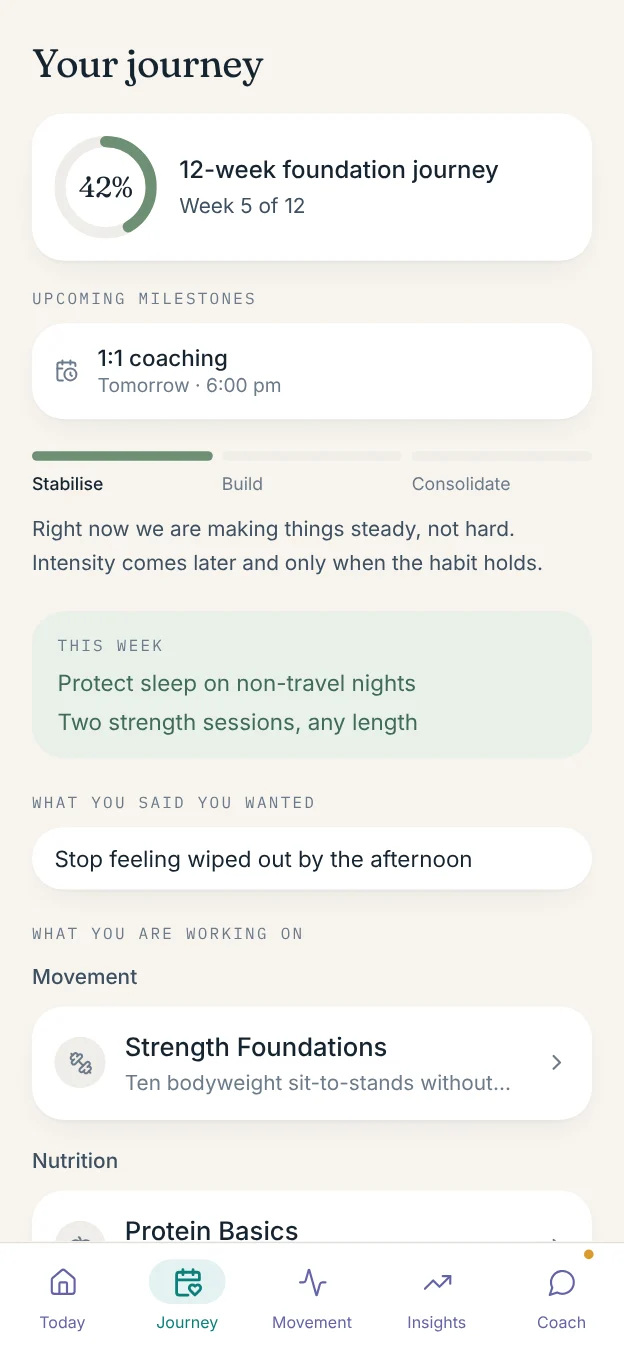 Your journey
42%
12-week foundation journey
Week 5 of 12
UPCOMING MILESTONES
1:1 coaching
Tomorrow · 6:00 pm
Stabilise
Build
Consolidate
Right now we are making things steady, not hard.
Intensity comes later and only when the habit holds.
THIS WEEK
Protect sleep on non-travel nights
Two strength sessions, any length
WHAT YOU SAID YOU WANTED
Stop feeling wiped out by the afternoon
WHAT YOU ARE WORKING ON
Movement
Strength Foundations
Ten bodyweight sit-to-stands without...
Nutrition
Protein Basics
Today
Journey
Movement
Insights
Coach